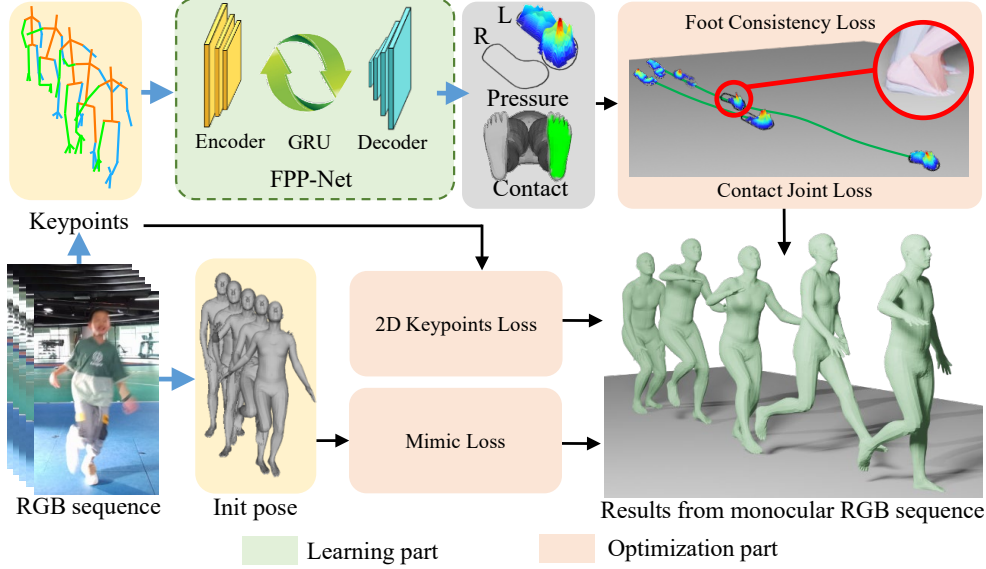 L
R
Foot Consistency Loss
Pressure
Encoder
GRU
Decoder
FPP-Net
Contact
Contact Joint Loss
Keypoints
2D Keypoints Loss
Mimic Loss
RGB sequence
Init pose
Results from monocular RGB sequence
Learning part
Optimization part